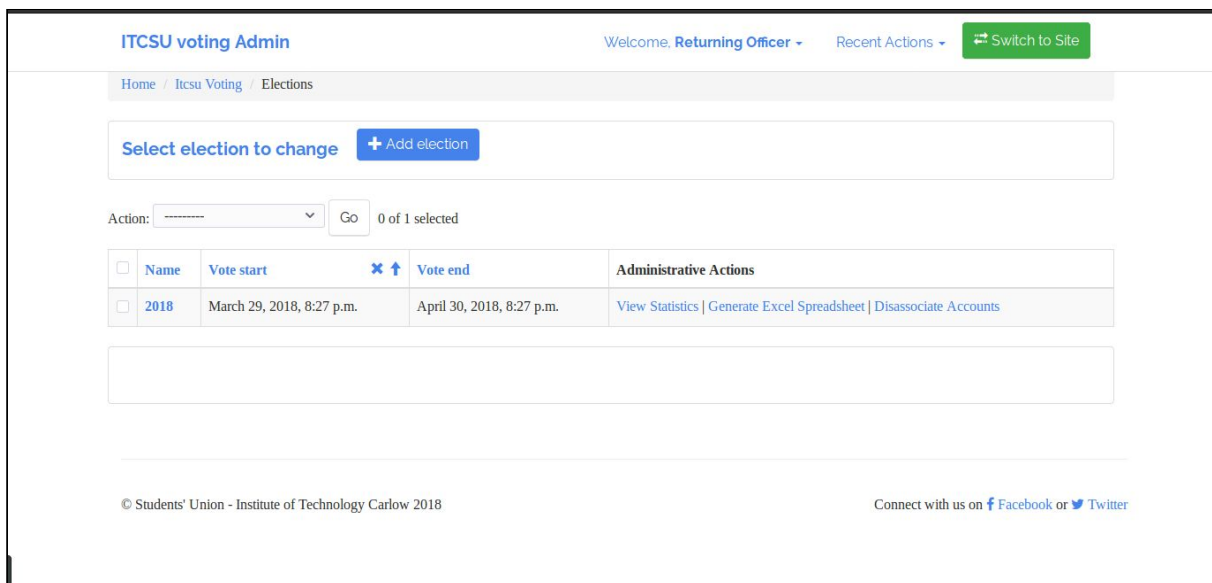 ITCSU voting Admin
Welcome, Returning Officer
Recent Actions
Switch to Site
Home / Itcsu Voting / Elections
Select election to change
Add election
Action: --------- Go 0 of 1 selected
Name Vote start Vote end Administrative Actions
2018 March 29, 2018, 8:27 p.m. April 30, 2018, 8:27 p.m. View Statistics | Generate Excel Spreadsheet | Disassociate Accounts
© Students' Union - Institute of Technology Carlow 2018
Connect with us on Facebook or Twitter